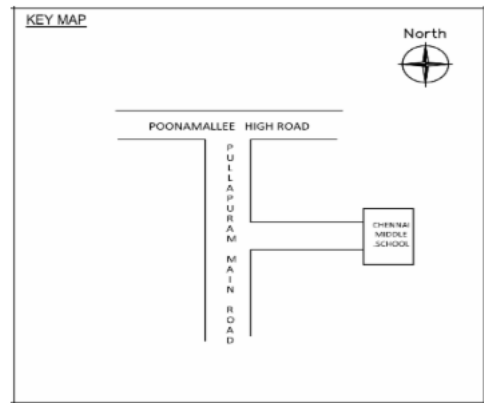 KEY MAP
North
POONAMALLEE HIGH ROAD
PULLAPURAM MAIN ROAD
CHENNAI
MIDDLE
.SCHOOL